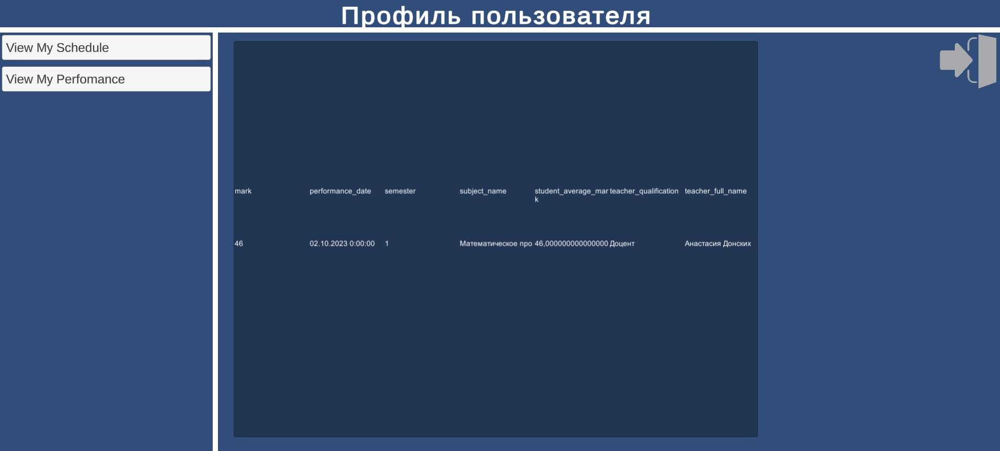 Профиль пользователя
View My Schedule
View My Perfomance
mark performance_date semester subject_name student_average_mar teacher_qualification teacher_full_name
k
46 02.10.2023 0:00:00 1 Математическое про 46,000000000000000 Доцент Анастасия Донских